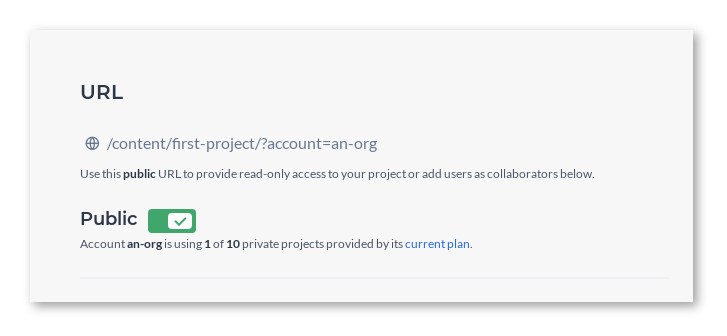 URL
/content/first-project/?account=an-org
Use this public URL to provide read-only access to your project or add users as collaborators below.
Public
Account an-org is using 1 of 10 private projects provided by its current plan.